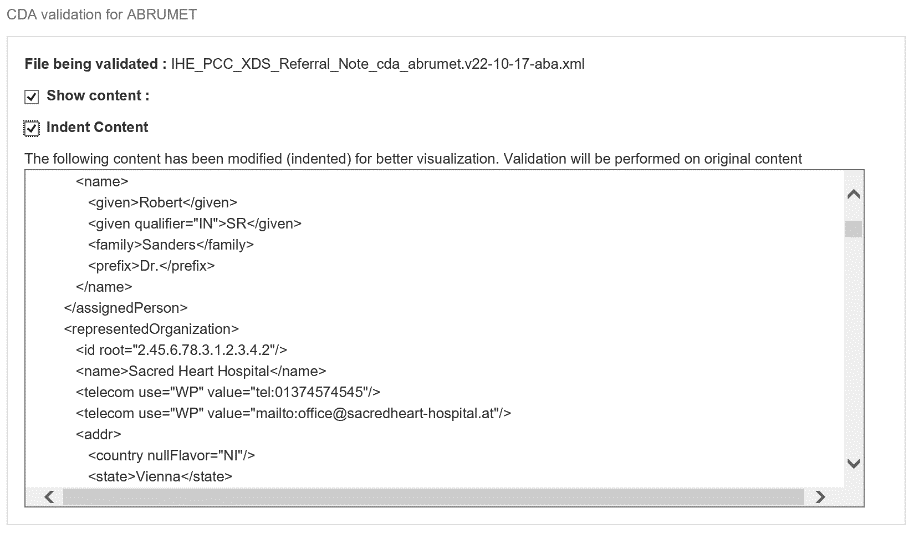 CDA validation for ABRUMET
File being validated : IHE_PCC_XDS_Referral_Note_cda_abrumet.v22-10-17-aba.xml
Show content :
Indent Content
The following content has been modified (indented) for better visualization. Validation will be performed on original content
<name>
<given>Robert</given>
<given qualifier="IN">SR</given>
<family>Sanders</family>
<prefix>Dr.</prefix>
</name>
</assignedPerson>
<representedOrganization>
<id root="2.45.6.78.3.1.2.3.4.2"/>
<name>Sacred Heart Hospital</name>
<telecom use="WP" value="tel:01374574545"/>
<telecom use="WP" value="mailto:office@sacredheart-hospital.at"/>
<addr>
<country nullFlavor="NI"/>
<state>Vienna</state>